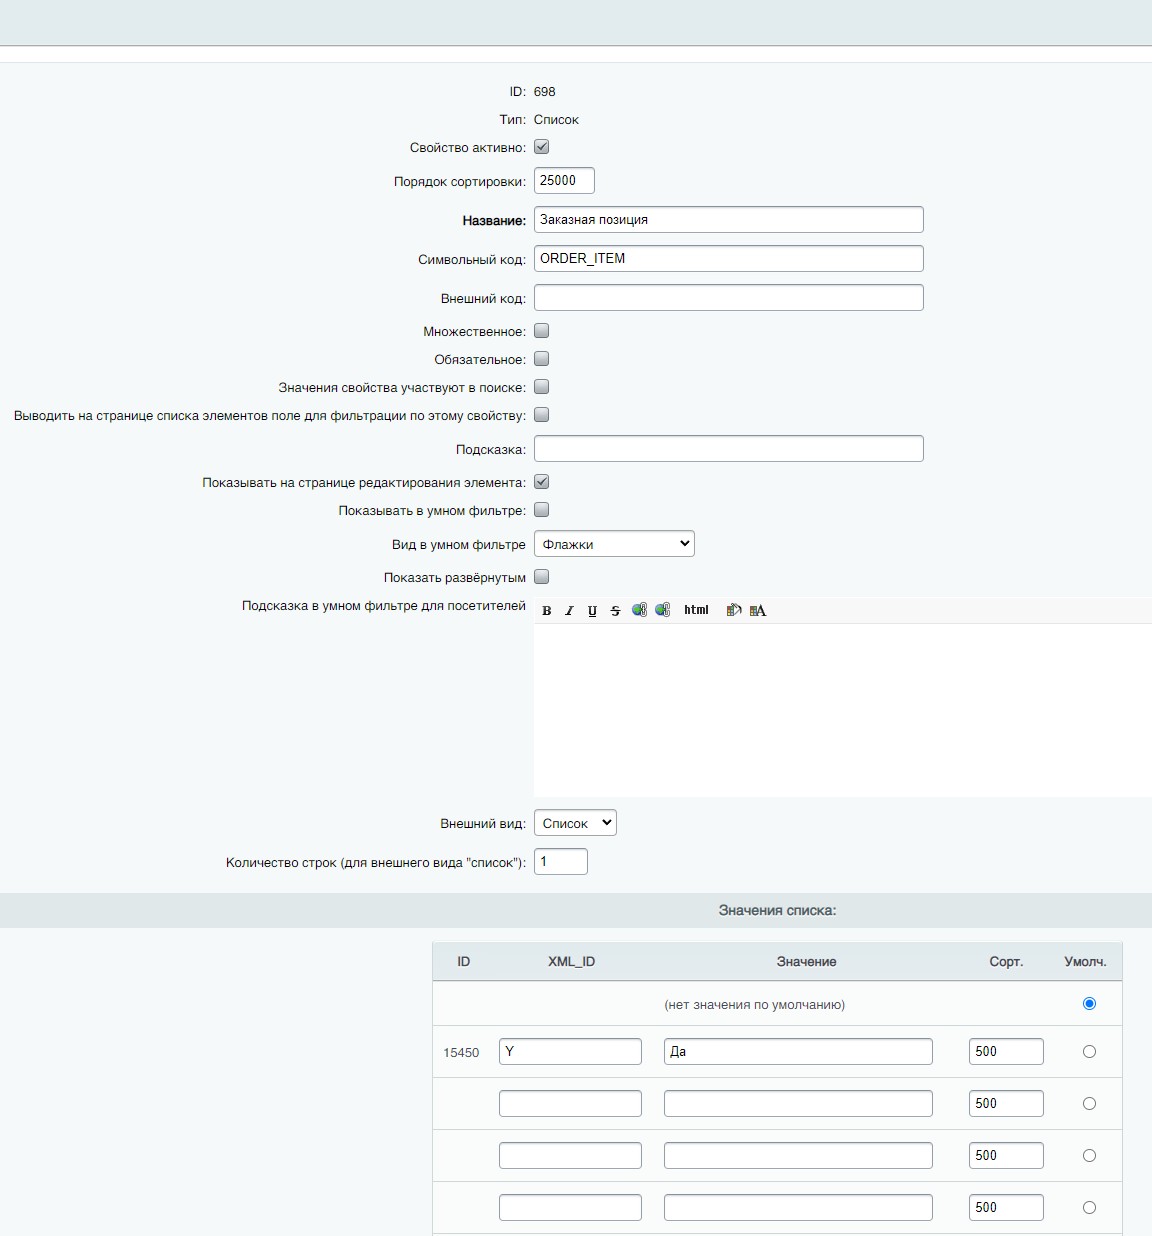 ID: 698
Тип: Список
Свойство активно:
Порядок сортировки: 25000
Название: Заказная позиция
Символьный код: ORDER_ITEM
Внешний код:
Множественное:
Обязательное:
Значения свойства участвуют в поиске:
Выводить на странице списка элементов поле для фильтрации по этому свойству:
Подсказка:
Показывать на странице редактирования элемента:
Показывать в умном фильтре:
Вид в умном фильтре Флажки
Показать развёрнутым
Подсказка в умном фильтре для посетителей B I U S html A
Внешний вид: Список
Количество строк (для внешнего вида "список"): 1
Значения списка:
ID XML_ID Значение Сорт. Умолч.
(нет значения по умолчанию)
15450 Y Да 500
500
500
500